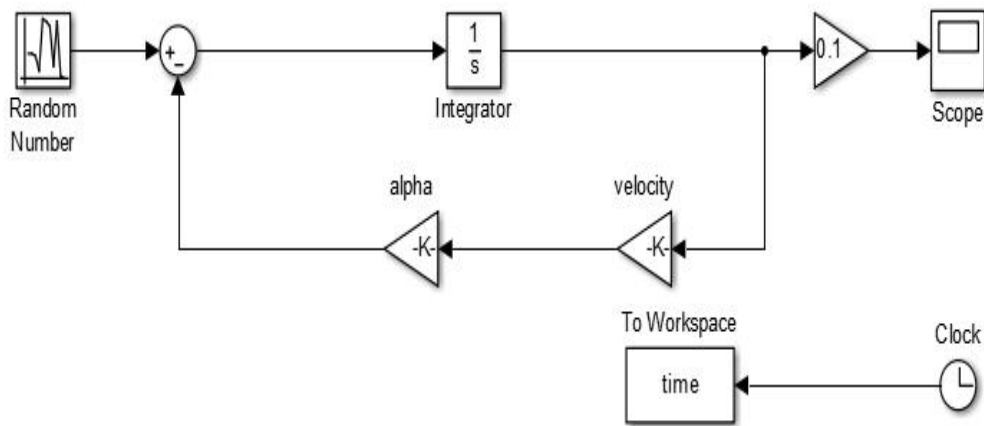 +
−
1
s
0.1
Random
Number
Integrator
Scope
alpha
velocity
-K-
-K-
To Workspace
time
Clock